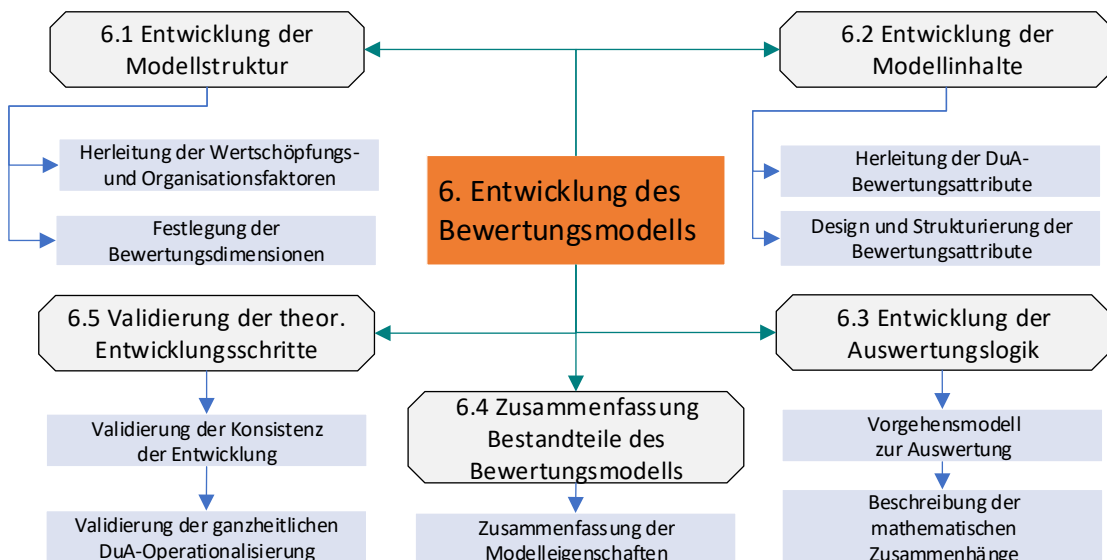 6.1 Entwicklung der
Modellstruktur
6.2 Entwicklung der
Modellinhalte
Herleitung der Wertschöpfungs-
und Organisationsfaktoren
Festlegung der
Bewertungsdimensionen
6. Entwicklung des
Bewertungsmodells
Herleitung der DuA-
Bewertungsattribute
Design und Strukturierung der
Bewertungsattribute
6.5 Validierung der theor.
Entwicklungsschritte
6.3 Entwicklung der
Auswertungslogik
Validierung der Konsistenz
der Entwicklung
Validierung der ganzheitlichen
DuA-Operationalisierung
6.4 Zusammenfassung
Bestandteile des
Bewertungsmodells
Zusammenfassung der
Modelleigenschaften
Vorgehensmodell
zur Auswertung
Beschreibung der
mathematischen
Zusammenhänge